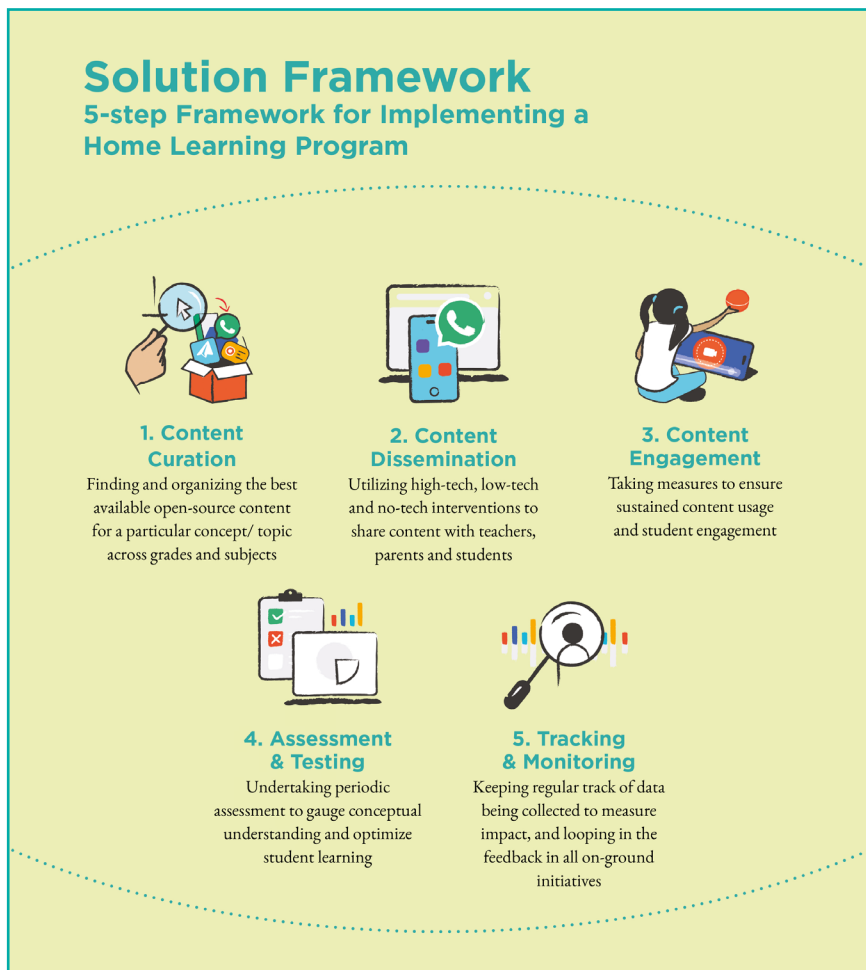 Solution Framework
5-step Framework for Implementing a
Home Learning Program
1. Content
Curation
Finding and organizing the best
available open-source content
for a particular concept/ topic
across grades and subjects
2. Content
Dissemination
Utilizing high-tech, low-tech
and no-tech interventions to
share content with teachers,
parents and students
3. Content
Engagement
Taking measures to ensure
sustained content usage
and student engagement
4. Assessment
& Testing
Undertaking periodic
assessment to gauge conceptual
understanding and optimize
student learning
5. Tracking
& Monitoring
Keeping regular track of data
being collected to measure
impact, and looping in the
feedback in all on-ground
initiatives